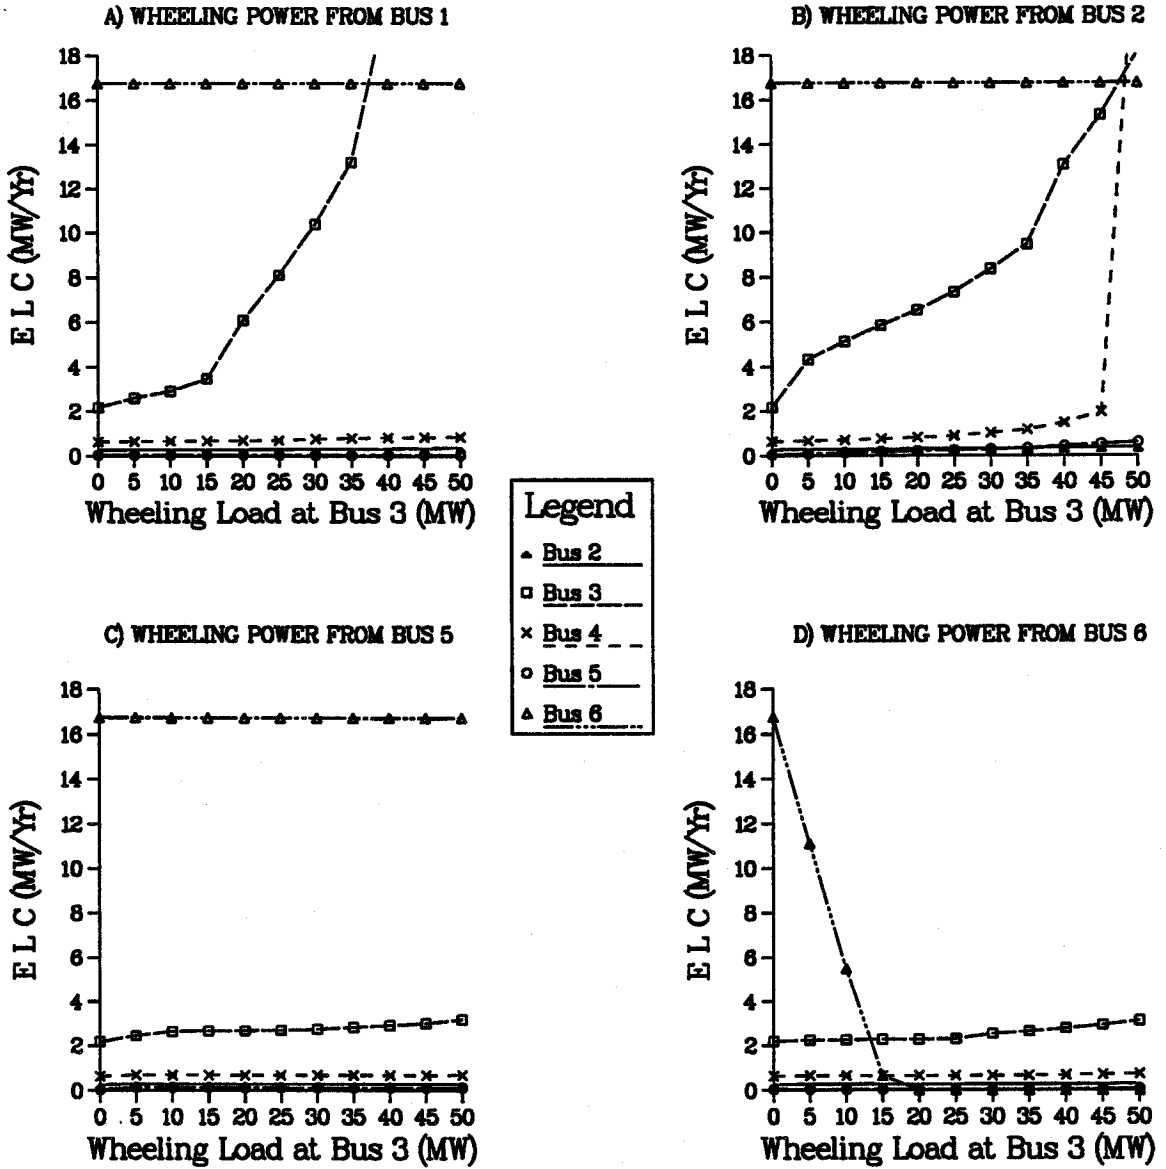 A) WHEELING POWER FROM BUS 1
18
16
14
12
10
8
6
4
2
0
E L C (MW/Yr)
0 5 10 15 20 25 30 35 40 45 50
Wheeling Load at Bus 3 (MW)
B) WHEELING POWER FROM BUS 2
18
16
14
12
10
8
6
4
2
0
E L C (MW/Yr)
0 5 10 15 20 25 30 35 40 45 50
Wheeling Load at Bus 3 (MW)
Legend
Bus 2
Bus 3
Bus 4
Bus 5
Bus 6
C) WHEELING POWER FROM BUS 5
18
16
14
12
10
8
6
4
2
0
E L C (MW/Yr)
0 5 10 15 20 25 30 35 40 45 50
Wheeling Load at Bus 3 (MW)
D) WHEELING POWER FROM BUS 6
18
16
14
12
10
8
6
4
2
0
E L C (MW/Yr)
0 5 10 15 20 25 30 35 40 45 50
Wheeling Load at Bus 3 (MW)